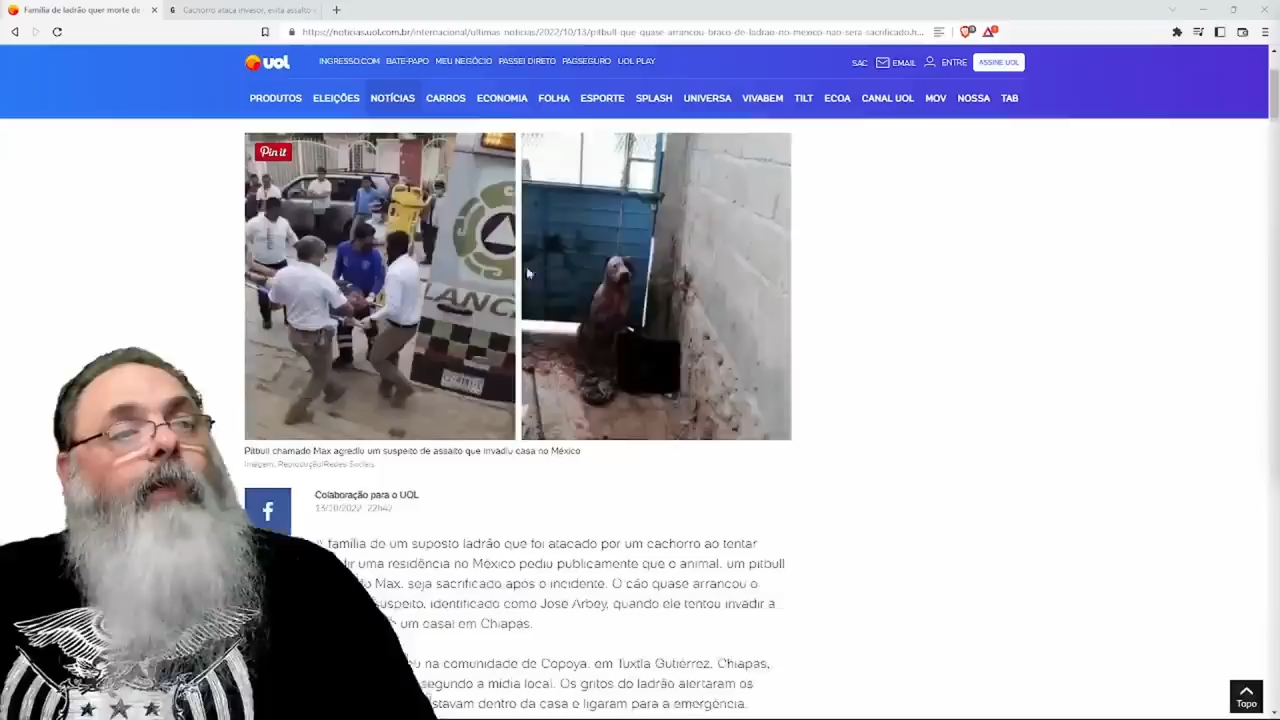 Família de ladrão quer morte de
Cachorro ataca invasor, evita assalto
https://noticias.uol.com.br/internacional/ultimas-noticias/2022/10/13/pitbull-que-quase-arrancou-braco-de-ladrao-no-mexico-nao-sera-sacrificado.h...
UOL
INGRESSO.COM BATE-PAPO MEU NEGÓCIO PASSEI DIRETO PAGSEGURO UOL PLAY
SAC EMAIL ENTRE ASSINE UOL
PRODUTOS ELEIÇÕES NOTÍCIAS CARROS ECONOMIA FOLHA ESPORTE SPLASH UNIVERSA VIVABEM TILT ECOA CANAL UOL MOV NOSSA TAB
Pin it
LANC
Pitbull chamado Max agrediu um suspeito de assalto que invadiu casa no México
Imagem: Reprodução/Redes Sociais
Colaboração para o UOL
13/10/2022 22h42
f
família de um suposto ladrão que foi atacado por um cachorro ao tentar
dir uma residência no México pediu publicamente que o animal, um pitbull
o Max, seja sacrificado após o incidente. O cão quase arrancou o
suspeito, identificado como Jose Arbey, quando ele tentou invadir a
um casal em Chiapas.
eu na comunidade de Copoya, em Tuxtla Gutiérrez, Chiapas,
segundo a mídia local. Os gritos do ladrão alertaram os
stavam dentro da casa e ligaram para a emergência.
Topo